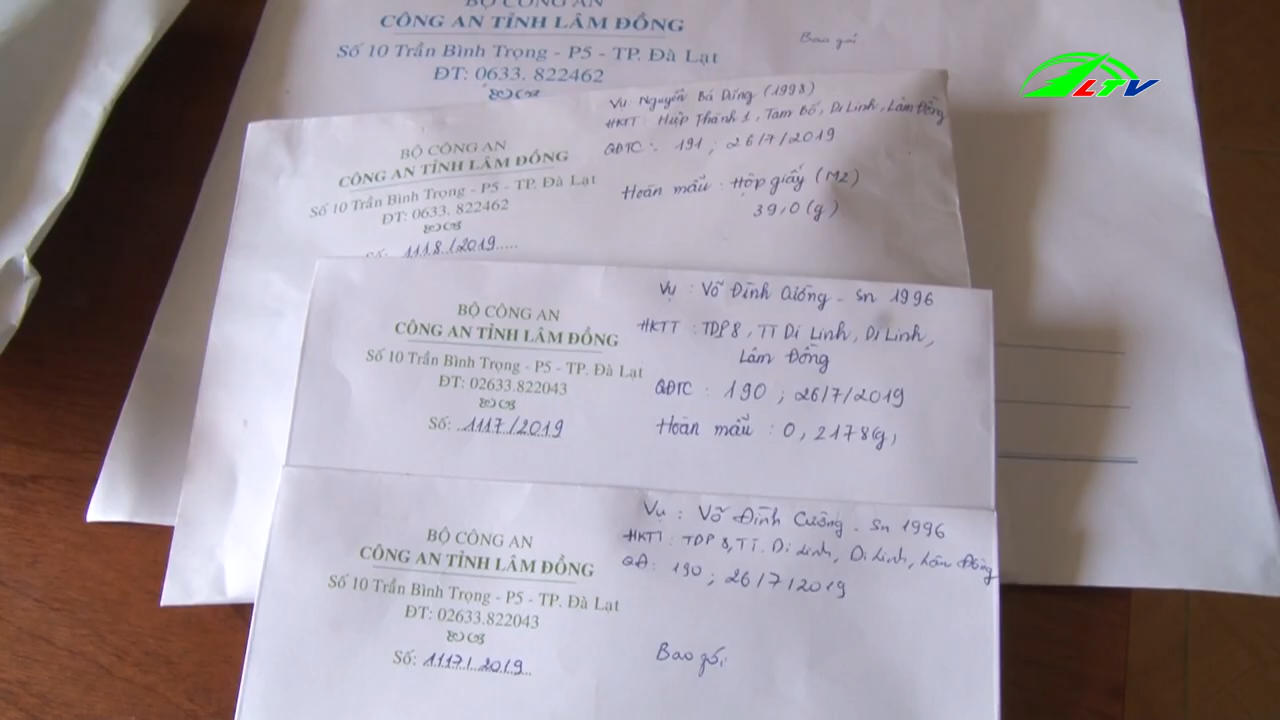 BỘ CÔNG AN
CÔNG AN TỈNH LÂM ĐỒNG
Số 10 Trần Bình Trọng - P5 - TP. Đà Lạt
ĐT: 0633. 822462
Bao gói
LTV
BỘ CÔNG AN
CÔNG AN TỈNH LÂM ĐỒNG
Số 10 Trần Bình Trọng - P5 - TP. Đà Lạt
ĐT: 0633. 822462
Số: 1118/2019
Vụ Nguyễn Bá Dũng (1998)
HKTT: Hiệp Thành 1, Tam Bố, Di Linh, Lâm Đồng
QĐTC: 191; 26/7/2019
Hoàn mẫu: Hộp giấy (M2)
39,0 (g)
BỘ CÔNG AN
CÔNG AN TỈNH LÂM ĐỒNG
Số 10 Trần Bình Trọng - P5 - TP. Đà Lạt
ĐT: 02633.822043
Số: 1117/2019
Vụ: Võ Đình Cường - Sn 1996
HKTT: TDP8, TT Di Linh, Di Linh,
Lâm Đồng
QĐTC: 190; 26/7/2019
Hoàn mẫu: 0,2178(g)
BỘ CÔNG AN
CÔNG AN TỈNH LÂM ĐỒNG
Số 10 Trần Bình Trọng - P5 - TP. Đà Lạt
ĐT: 02633.822043
Số: 1117/2019
Vụ: Võ Đình Cường - Sn 1996
HKTT: TDP 8, TT. Di Linh, Di Linh, Lâm Đồng
QĐ: 190; 26/7/2019
Bao gói